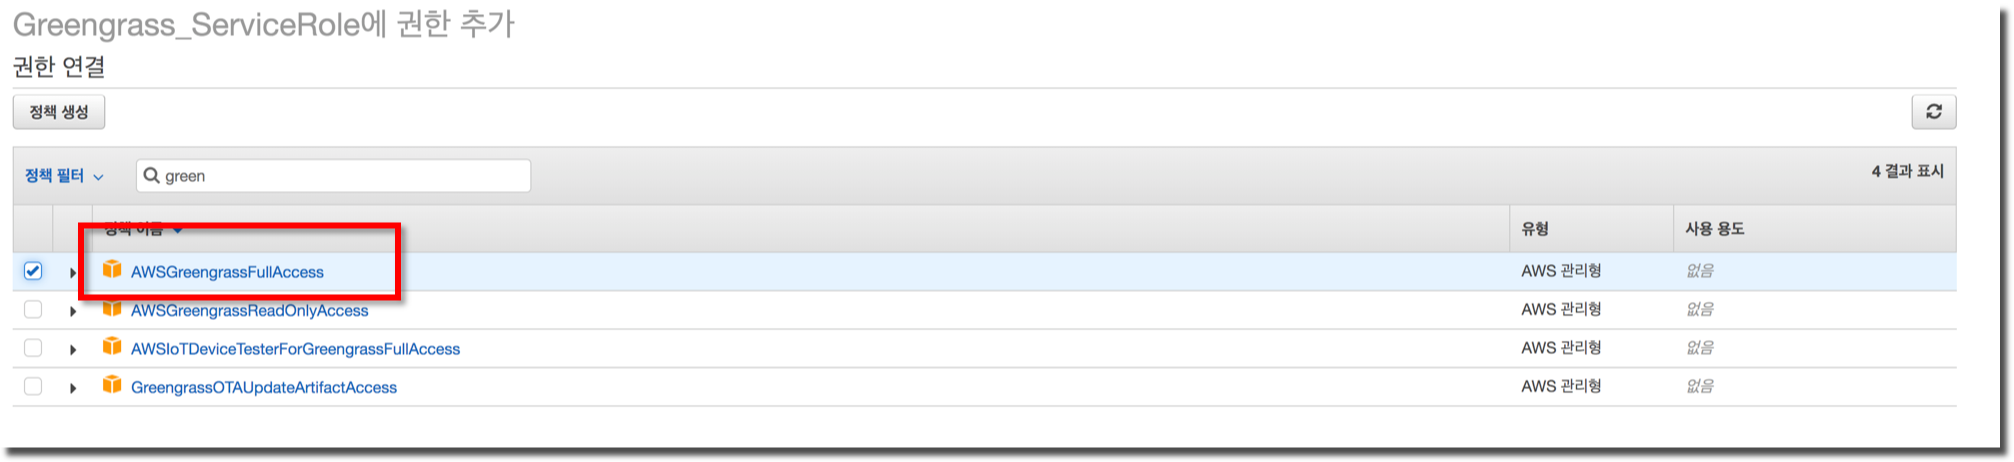 Greengrass_ServiceRole에 권한 추가
권한 연결
정책 생성
정책 필터 green 4 결과 표시
정책 이름 유형 사용 용도
AWSGreengrassFullAccess AWS 관리형 없음
AWSGreengrassReadOnlyAccess AWS 관리형 없음
AWSIoTDeviceTesterForGreengrassFullAccess AWS 관리형 없음
GreengrassOTAUpdateArtifactAccess AWS 관리형 없음